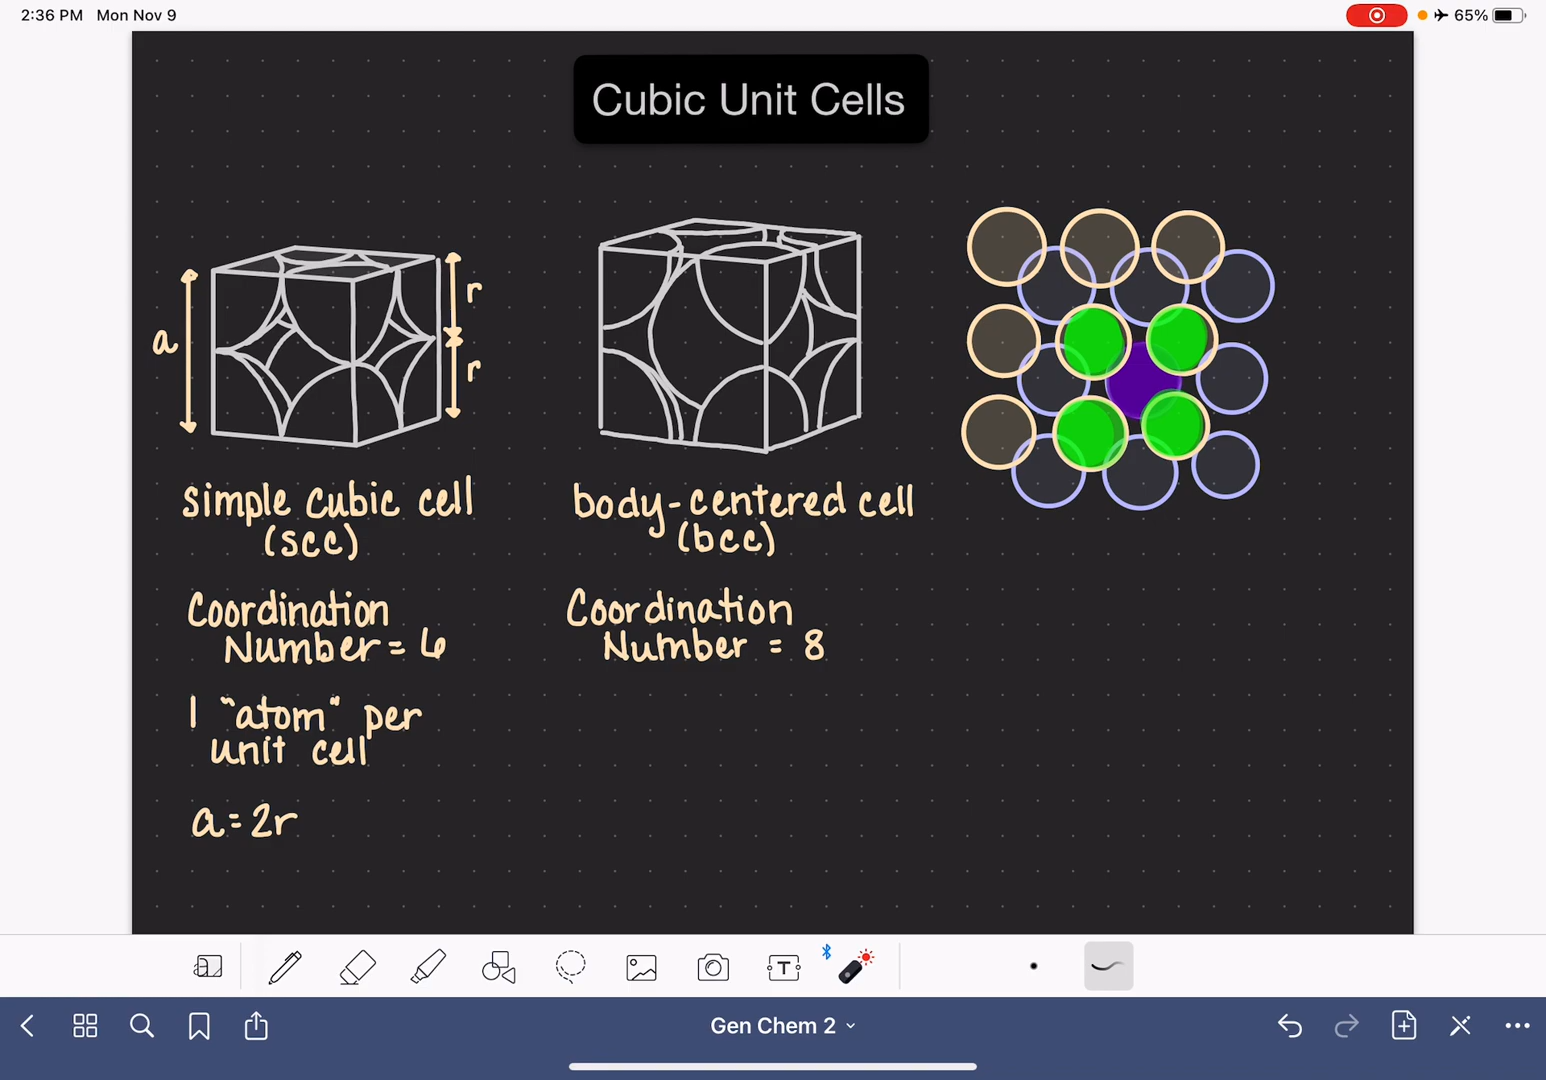 2:36 PM Mon Nov 9
65%
Cubic Unit Cells
a
r
r
simple cubic cell
(scc)
Coordination
Number = 6
1 "atom" per
unit cell
a = 2r
body-centered cell
(bcc)
Coordination
Number = 8
T
Gen Chem 2